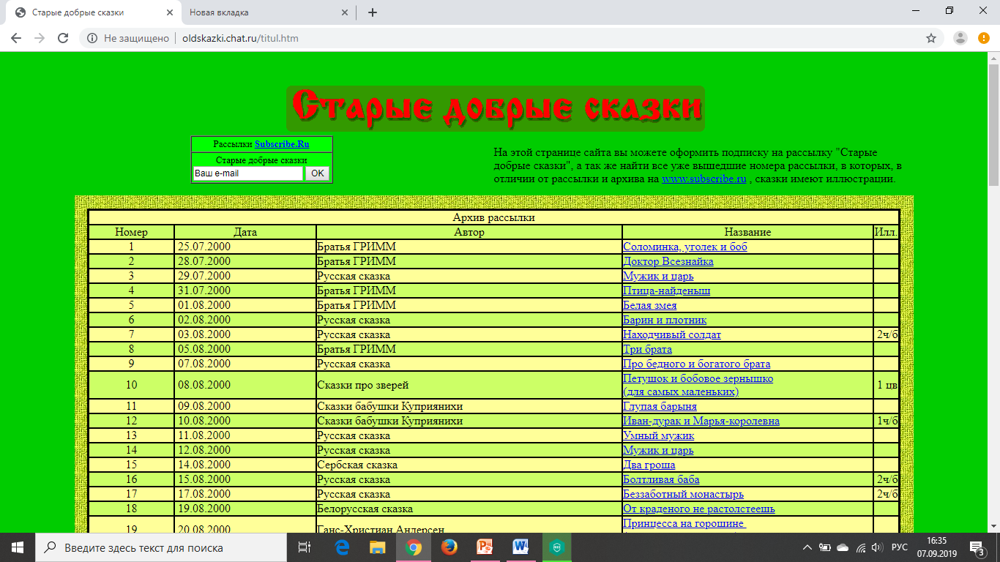 Старые добрые сказки
Новая вкладка
Не защищено
oldskazki.chat.ru/titul.htm
Старые добрые сказки
Рассылки Subscribe.Ru
Старые добрые сказки
Ваш e-mail OK
На этой странице сайта вы можете оформить подписку на рассылку "Старые
добрые сказки", а так же найти все уже вышедшие номера рассылки, в которых, в
отличии от рассылки и архива на www.subscribe.ru , сказки имеют иллюстрации.
Архив рассылки
Номер Дата Автор Название Илл.
1 25.07.2000 Братья ГРИММ Соломинка, уголек и боб
2 28.07.2000 Братья ГРИММ Доктор Всезнайка
3 29.07.2000 Русская сказка Мужик и царь
4 31.07.2000 Братья ГРИММ Птица-найденыш
5 01.08.2000 Братья ГРИММ Белая змея
6 02.08.2000 Русская сказка Барин и плотник
7 03.08.2000 Русская сказка Находчивый солдат 2ч/б
8 05.08.2000 Братья ГРИММ Три брата
9 07.08.2000 Русская сказка Про бедного и богатого брата
10 08.08.2000 Сказки про зверей Петушок и бобовое зернышко 1 цв
(для самых маленьких)
11 09.08.2000 Сказки бабушки Куприянихи Глупая барыня
12 10.08.2000 Сказки бабушки Куприянихи Иван-дурак и Марья-королевна 1ч/б
13 11.08.2000 Русская сказка Умный мужик
14 12.08.2000 Русская сказка Мужик и царь
15 14.08.2000 Сербская сказка Два гроша
16 15.08.2000 Русская сказка Болтливая баба 2ч/б
17 17.08.2000 Русская сказка Беззаботный монастырь 2ч/б
18 19.08.2000 Белорусская сказка От краденого не растолстеешь
19 20.08.2000 Ганс-Христиан Андерсен Принцесса на горошине
Введите здесь текст для поиска
РУС
16:35
07.09.2019
3